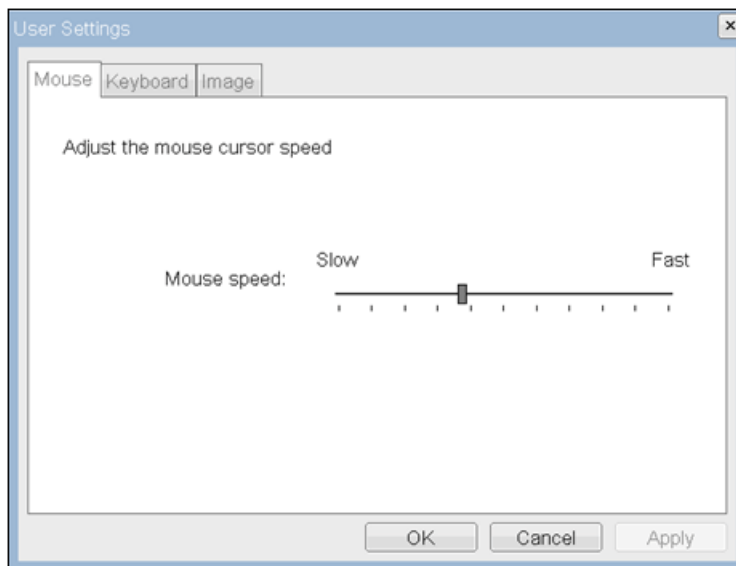 User Settings
Mouse Keyboard Image
Adjust the mouse cursor speed
Slow Fast
Mouse speed:
OK Cancel Apply